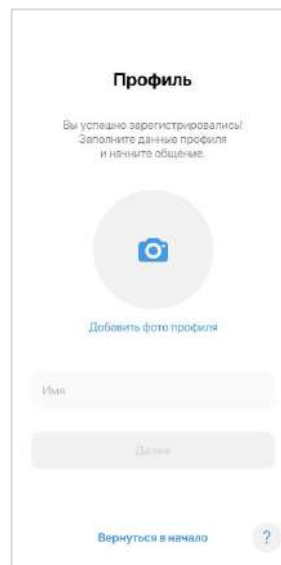 Профиль
Вы успешно зарегистрировались!
Заполните данные профиля
и начните общение.
Добавить фото профиля
Имя
Далее
Вернуться в начало
?